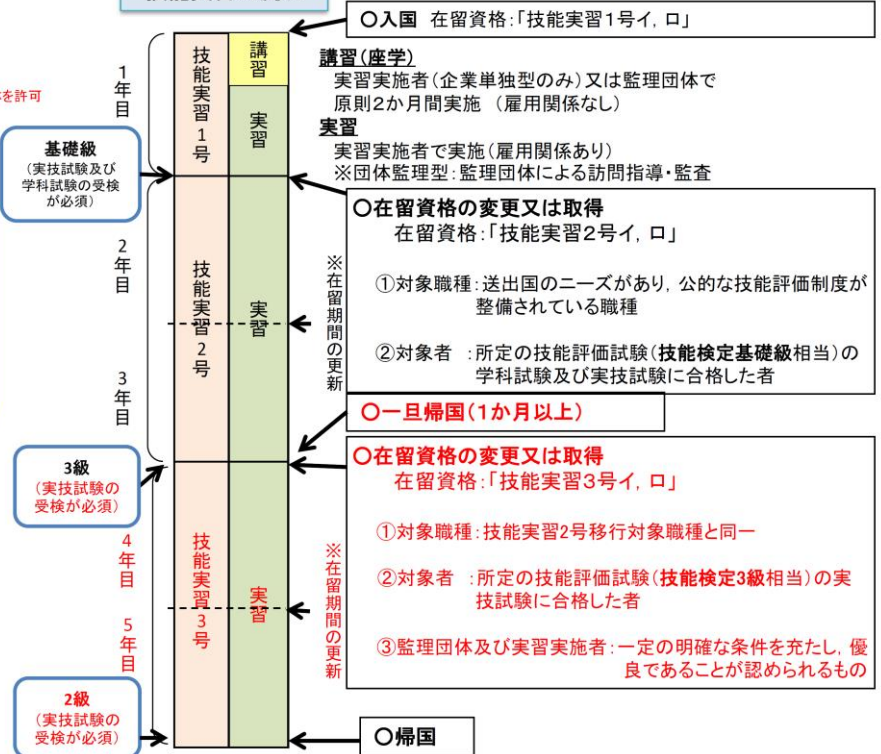 〇入国 在留資格:「技能実習1号イ，ロ」
講習(座学)
実習実施者(企業単独型のみ)又は監理団体で
原則2か月間実施 (雇用関係なし)
実習
実習実施者で実施(雇用関係あり)
※団体監理型:監理団体による訪問指導・監査
1年目
技能実習1号
講習
実習
を許可
基礎級
(実技試験及び
学科試験の受検
が必須)
〇在留資格の変更又は取得
在留資格:「技能実習2号イ，ロ」
①対象職種:送出国のニーズがあり，公的な技能評価制度が
整備されている職種
②対象者 :所定の技能評価試験(技能検定基礎級相当)の
学科試験及び実技試験に合格した者
2年目
3年目
技能実習2号
実習
※在留期間の更新
〇一旦帰国(1か月以上)
3級
(実技試験の
受検が必須)
〇在留資格の変更又は取得
在留資格:「技能実習3号イ，ロ」
①対象職種:技能実習2号移行対象職種と同一
②対象者 :所定の技能評価試験(技能検定3級相当)の実
技試験に合格した者
③監理団体及び実習実施者:一定の明確な条件を充たし，優
良であることが認められるもの
4年目
5年目
技能実習3号
実習
※在留期間の更新
2級
(実技試験の
受検が必須)
〇帰国